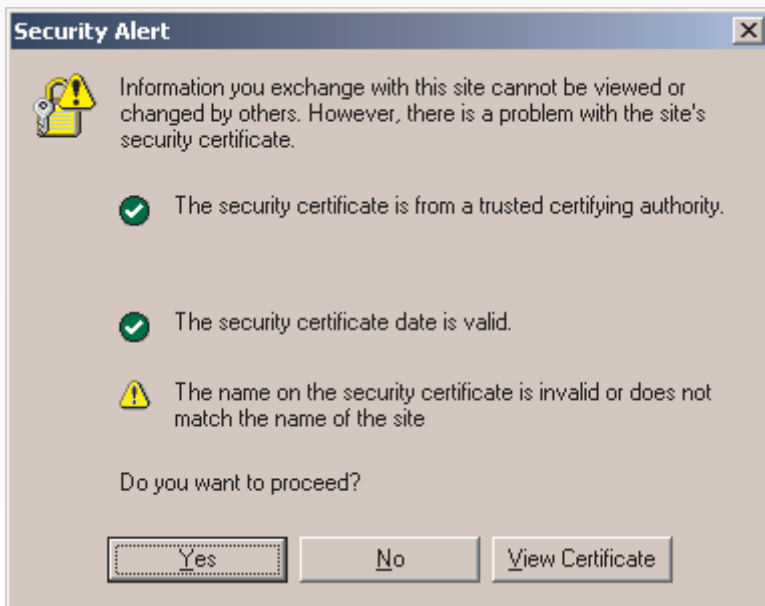 Security Alert
Information you exchange with this site cannot be viewed or
changed by others. However, there is a problem with the site's
security certificate.
The security certificate is from a trusted certifying authority.
The security certificate date is valid.
The name on the security certificate is invalid or does not
match the name of the site
Do you want to proceed?
Yes
No
View Certificate